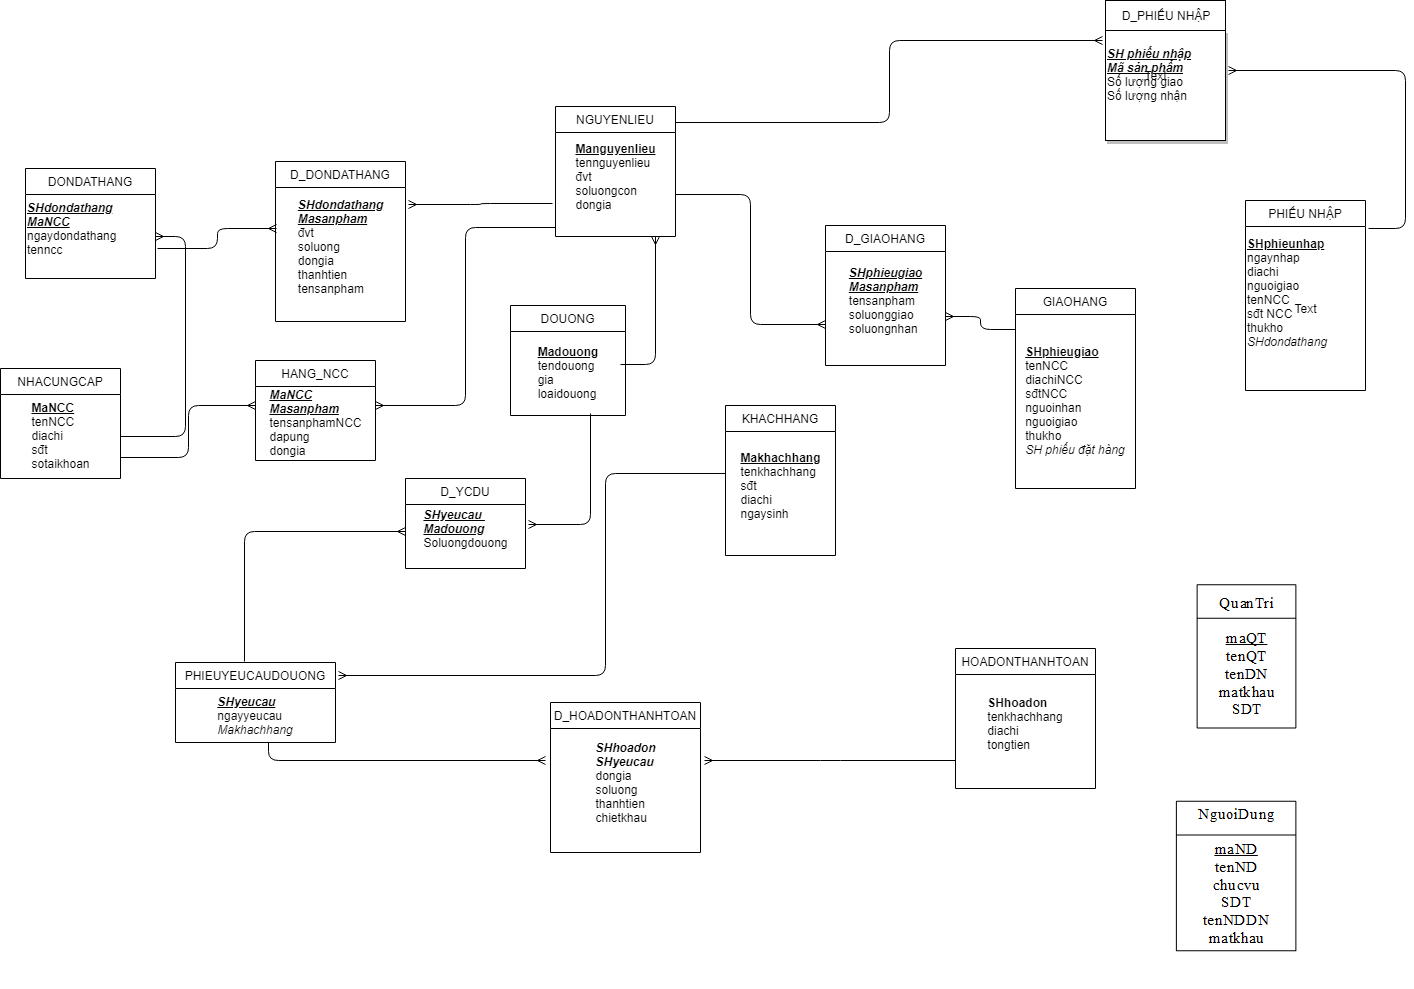 D_PHIẾU NHẬP
SH phiếu nhập
Mã sản phẩm
Text
Số lượng giao
Số lượng nhận
NGUYENLIEU
Manguyenlieu
tennguyenlieu
đvt
soluongcon
dongia
DONDATHANG
SHdondathang
MaNCC
ngaydondathang
tenncc
D_DONDATHANG
SHdondathang
Masanpham
đvt
soluong
dongia
thanhtien
tensanpham
PHIẾU NHẬP
SHphieunhap
ngaynhap
diachi
nguoigiao
tenNCC
sđt NCC
Text
thukho
SHdondathang
D_GIAOHANG
SHphieugiao
Masanpham
tensanpham
soluonggiao
soluongnhan
GIAOHANG
SHphieugiao
tenNCC
diachiNCC
sđtNCC
nguoinhan
nguoigiao
thukho
SH phiếu đặt hàng
DOUONG
Madouong
tendouong
gia
loaidouong
NHACUNGCAP
MaNCC
tenNCC
diachi
sđt
sotaikhoan
HANG_NCC
MaNCC
Masanpham
tensanphamNCC
dapung
dongia
KHACHHANG
Makhachhang
tenkhachhang
sđt
diachi
ngaysinh
D_YCDU
SHyeucau
Madouong
Soluongdouong
PHIEUYEUCAUDOUONG
SHyeucau
ngayyeucau
Makhachhang
D_HOADONTHANHTOAN
SHhoadon
SHyeucau
dongia
soluong
thanhtien
chietkhau
HOADONTHANHTOAN
SHhoadon
tenkhachhang
diachi
tongtien
QuanTri
maQT
tenQT
tenDN
matkhau
SDT
NguoiDung
maND
tenND
chucvu
SDT
tenNDDN
matkhau